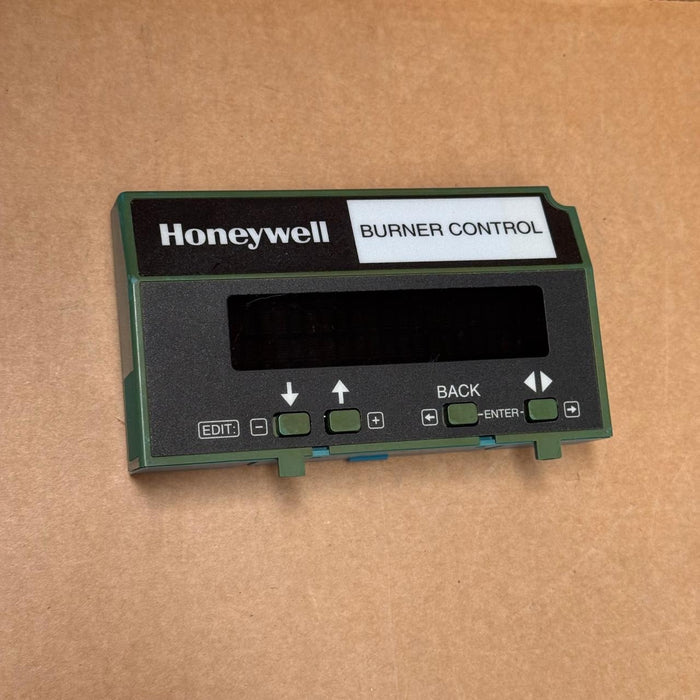 Honeywell
BURNER CONTROL
BACK
EDIT: - + ENTER